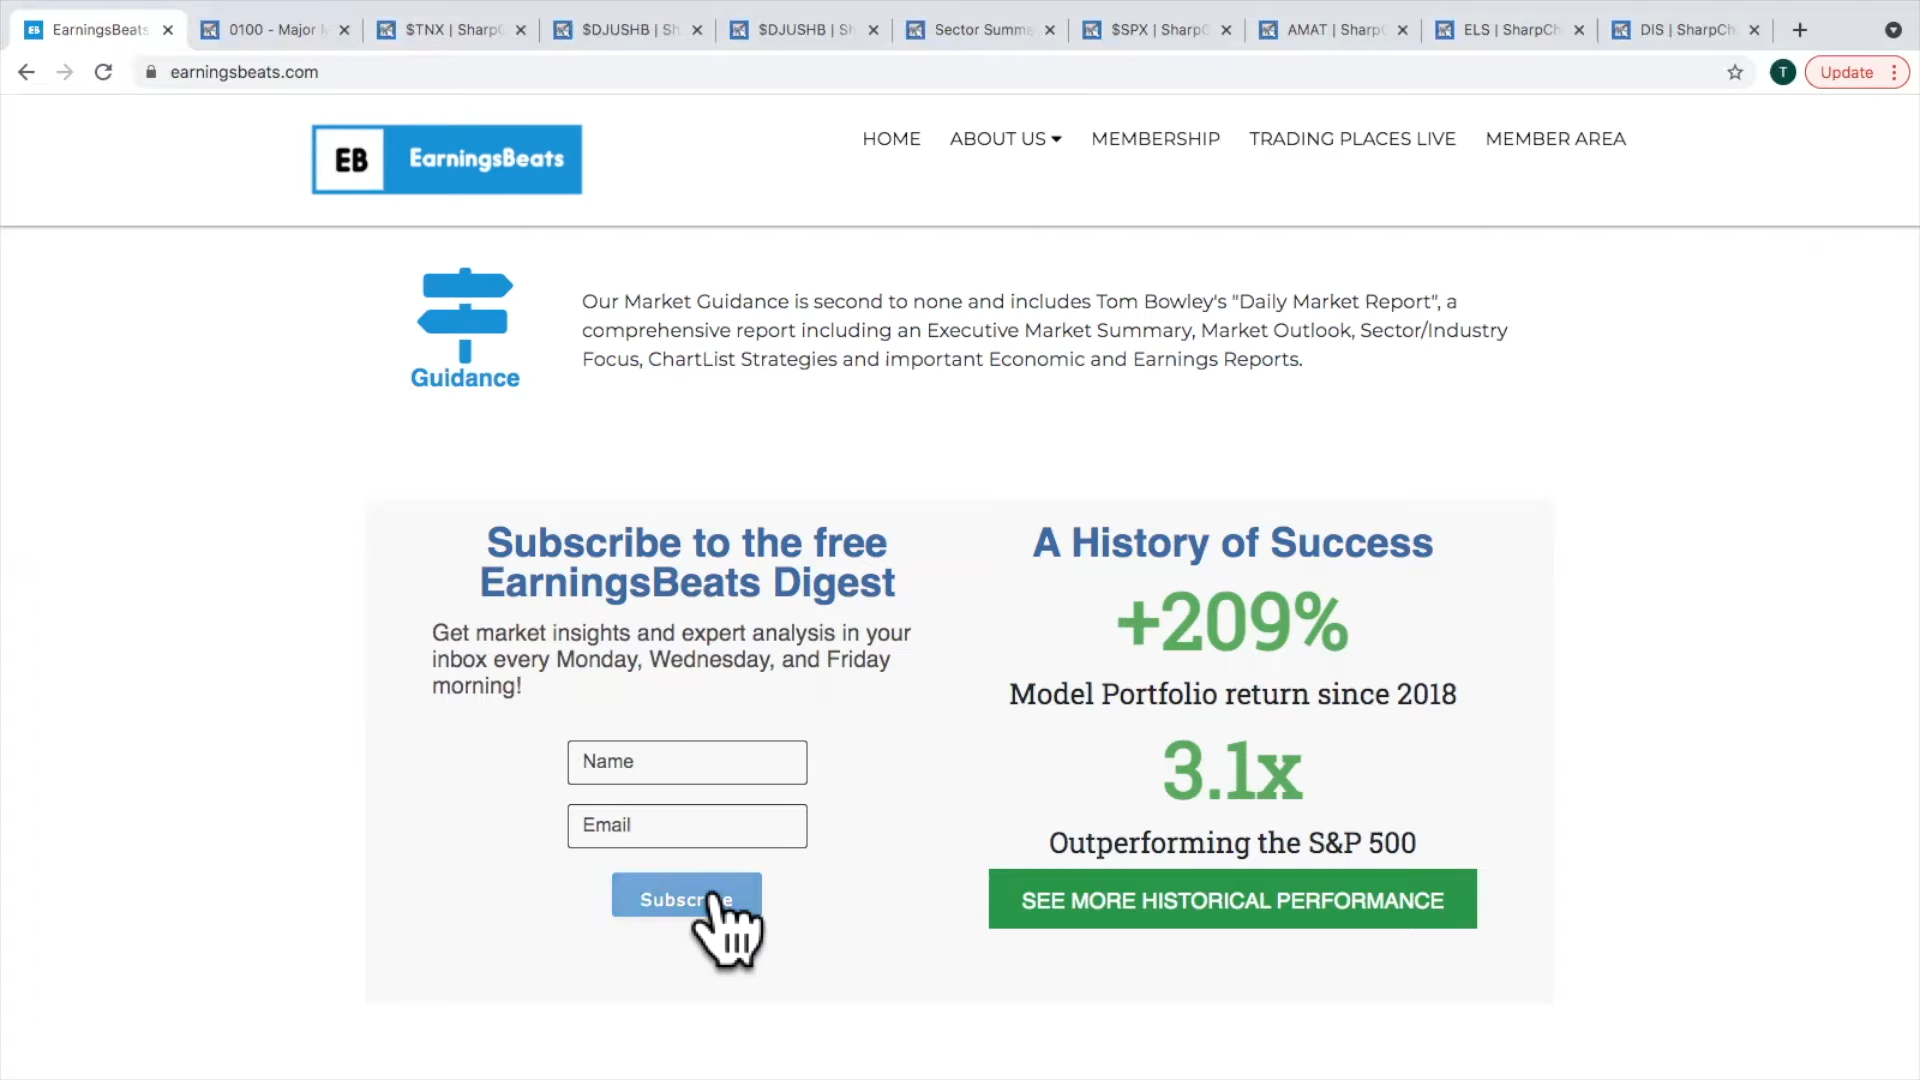 EB EarningsBeats
0100 - Major
$TNX | Sharp
$DJUSHB | Sh
$DJUSHB | Sh
Sector Summa
$SPX | Sharp
AMAT | Sharp
ELS | SharpCh
DIS | SharpCh
earningsbeats.com
T
Update
EB EarningsBeats
HOME ABOUT US MEMBERSHIP TRADING PLACES LIVE MEMBER AREA
Guidance
Our Market Guidance is second to none and includes Tom Bowley's "Daily Market Report", a
comprehensive report including an Executive Market Summary, Market Outlook, Sector/Industry
Focus, ChartList Strategies and important Economic and Earnings Reports.
Subscribe to the free
EarningsBeats Digest
Get market insights and expert analysis in your
inbox every Monday, Wednesday, and Friday
morning!
Name
Email
Subscribe
A History of Success
+209%
Model Portfolio return since 2018
3.1x
Outperforming the S&P 500
SEE MORE HISTORICAL PERFORMANCE